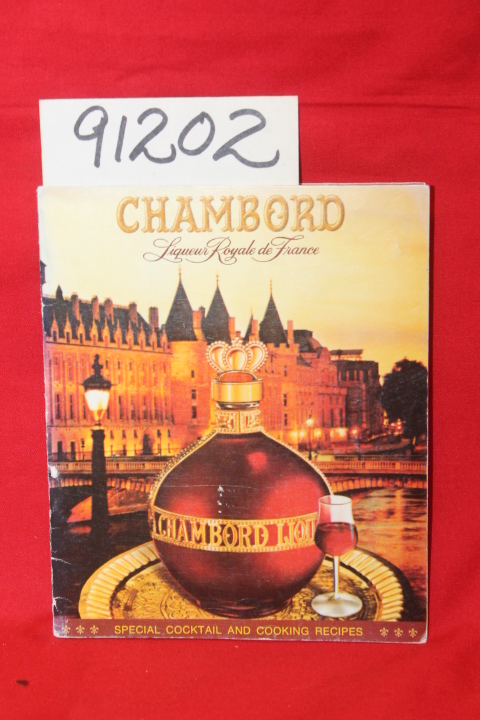 91202
CHAMBORD
Liqueur Royale de France
CHAMBORD LIQU
SPECIAL COCKTAIL AND COOKING RECIPES